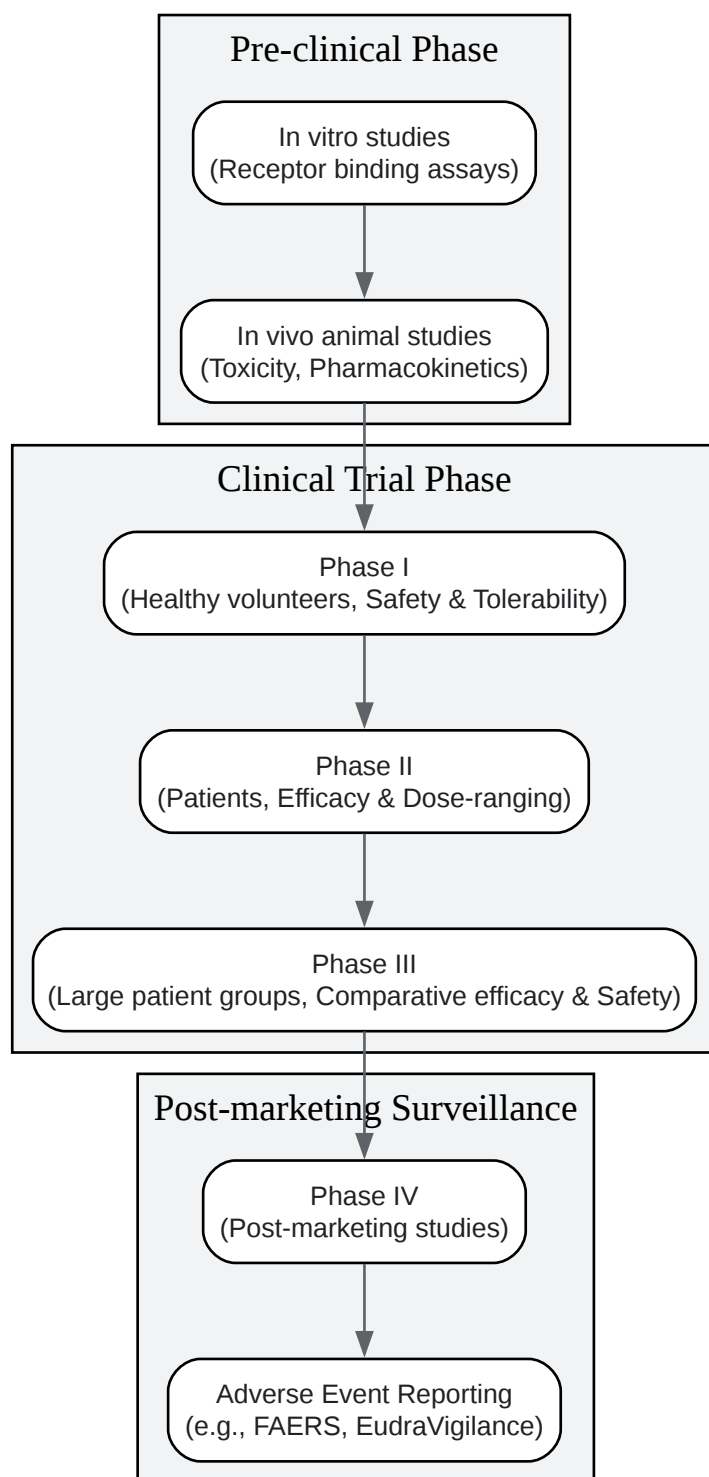 Pre-clinical Phase
In vitro studies
(Receptor binding assays)
In vivo animal studies
(Toxicity, Pharmacokinetics)
Clinical Trial Phase
Phase I
(Healthy volunteers, Safety & Tolerability)
Phase II
(Patients, Efficacy & Dose-ranging)
Phase III
(Large patient groups, Comparative efficacy & Safety)
Post-marketing Surveillance
Phase IV
(Post-marketing studies)
Adverse Event Reporting
(e.g., FAERS, EudraVigilance)